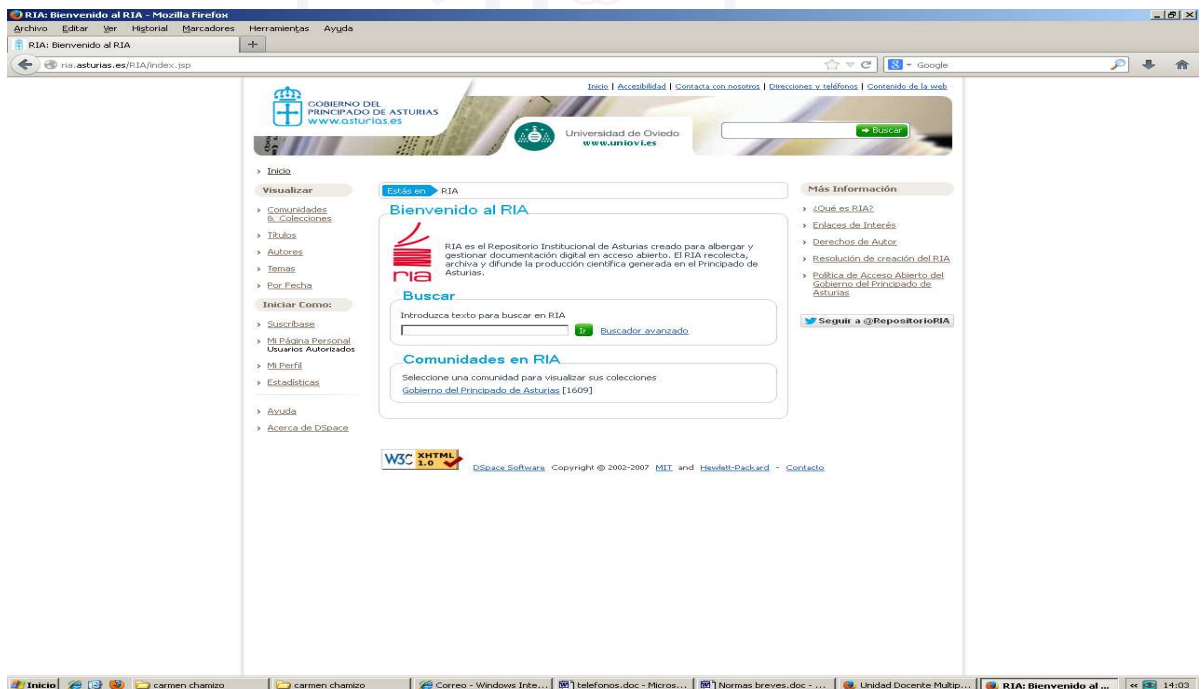 RIA: Bienvenido al RIA - Mozilla Firefox
Archivo Editar Ver Historial Marcadores Herramientas Ayuda
RIA: Bienvenido al RIA
ria.asturias.es/RIA/index.jsp
Google
Inicio | Accesibilidad | Contacta con nosotros | Direcciones y teléfonos | Contenido de la web
GOBIERNO DEL
PRINCIPADO DE ASTURIAS
www.asturias.es
Universidad de Oviedo
www.uniovi.es
Buscar
Inicio
Visualizar
Comunidades
& Colecciones
Títulos
Autores
Temas
Por Fecha
Iniciar Como:
Suscríbase
Mi Página Personal
Usuarios Autorizados
Mi Perfil
Estadísticas
Ayuda
Acerca de DSpace
Estás en RIA
Bienvenido al RIA
ria
RIA es el Repositorio Institucional de Asturias creado para albergar y
gestionar documentación digital en acceso abierto. El RIA recolecta,
archiva y difunde la producción científica generada en el Principado de
Asturias.
Buscar
Introduzca texto para buscar en RIA
Ir Buscador avanzado
Comunidades en RIA
Seleccione una comunidad para visualizar sus colecciones
Gobierno del Principado de Asturias [1609]
Más Información
¿Qué es RIA?
Enlaces de Interés
Derechos de Autor
Resolución de creación del RIA
Política de Acceso Abierto del
Gobierno del Principado de
Asturias
Seguir a @RepositorioRIA
W3C XHTML 1.0
DSpace Software Copyright © 2002-2007 MIT and Hewlett-Packard - Contacto
Inicio carmen chamizo carmen chamizo Correo - Windows Inte... telefonos.doc - Micros... Normas breves.doc - ... Unidad Docente Multip... RIA: Bienvenido al ... « 14:03